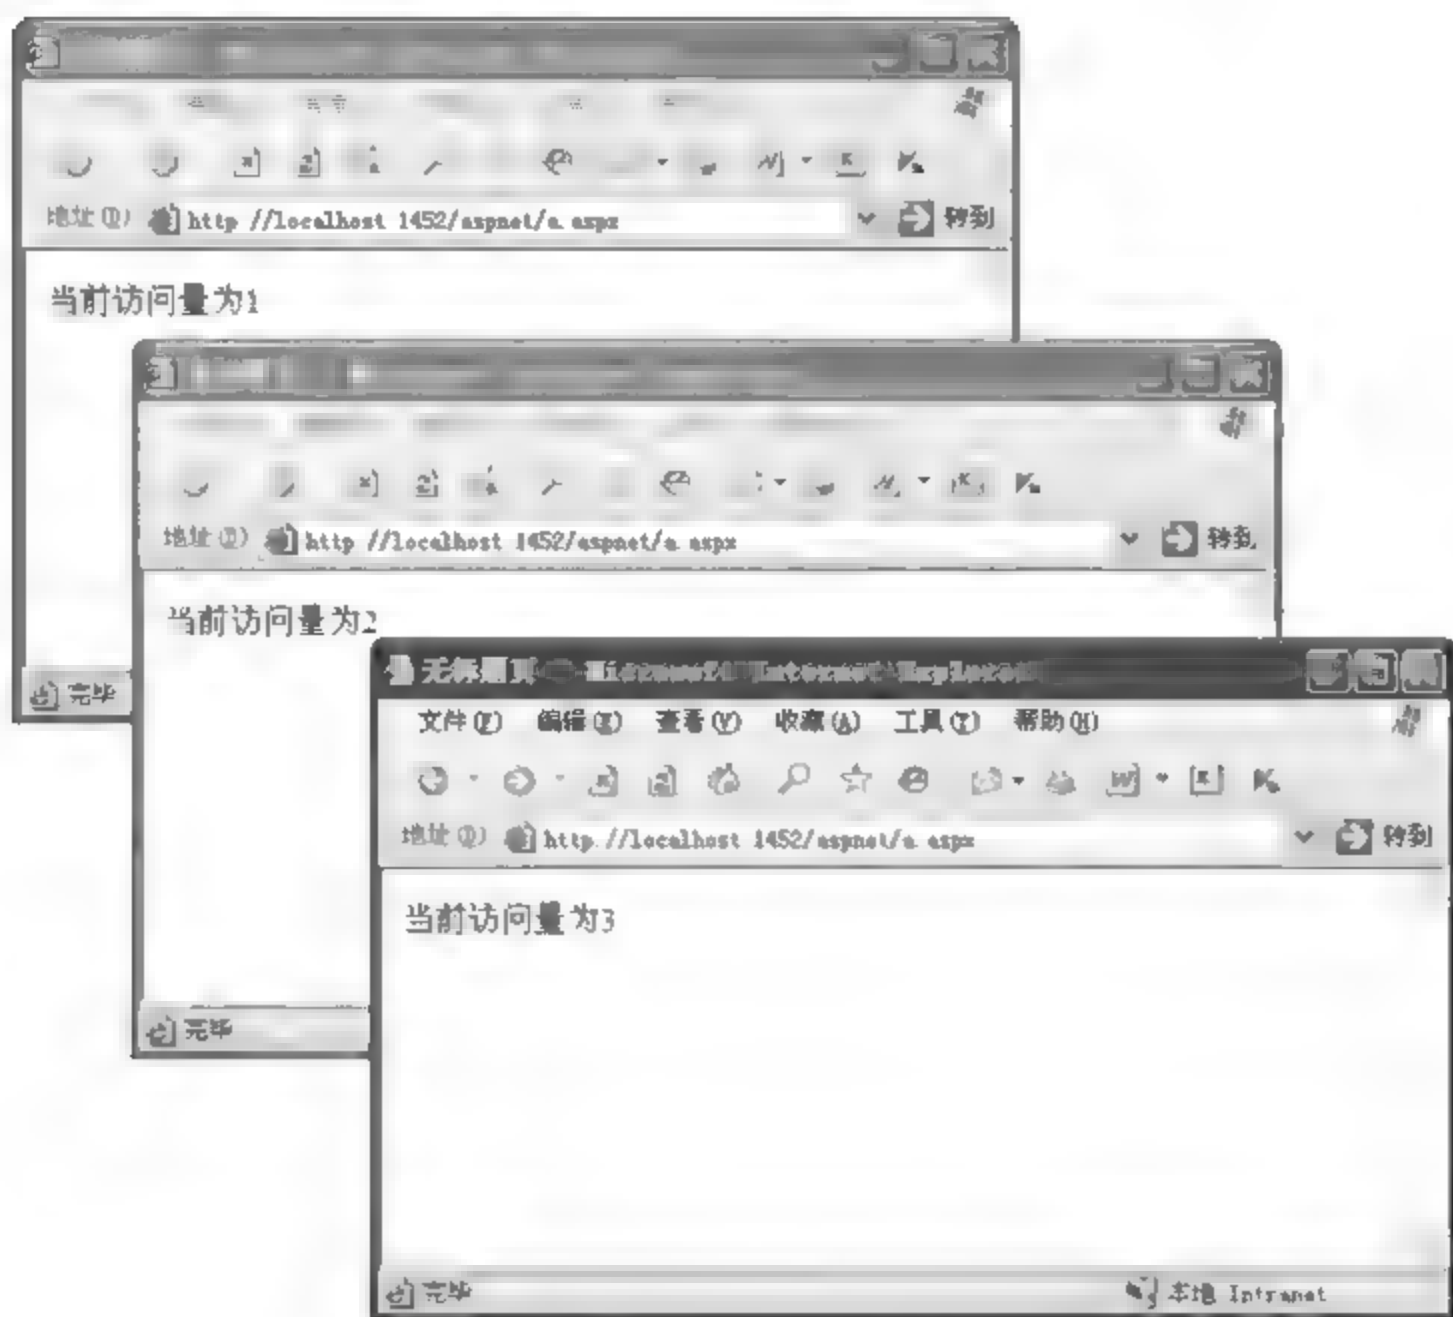 地址(D) http://localhost:1452/aspnet/a.aspx 转到
当前访问量为1
完毕
地址(D) http://localhost:1452/aspnet/a.aspx 转到
当前访问量为2
完毕
无标题页 - Microsoft Internet Explorer
文件(F) 编辑(E) 查看(V) 收藏(A) 工具(T) 帮助(H)
地址(D) http://localhost:1452/aspnet/a.aspx 转到
当前访问量为3
完毕 本地 Intranet